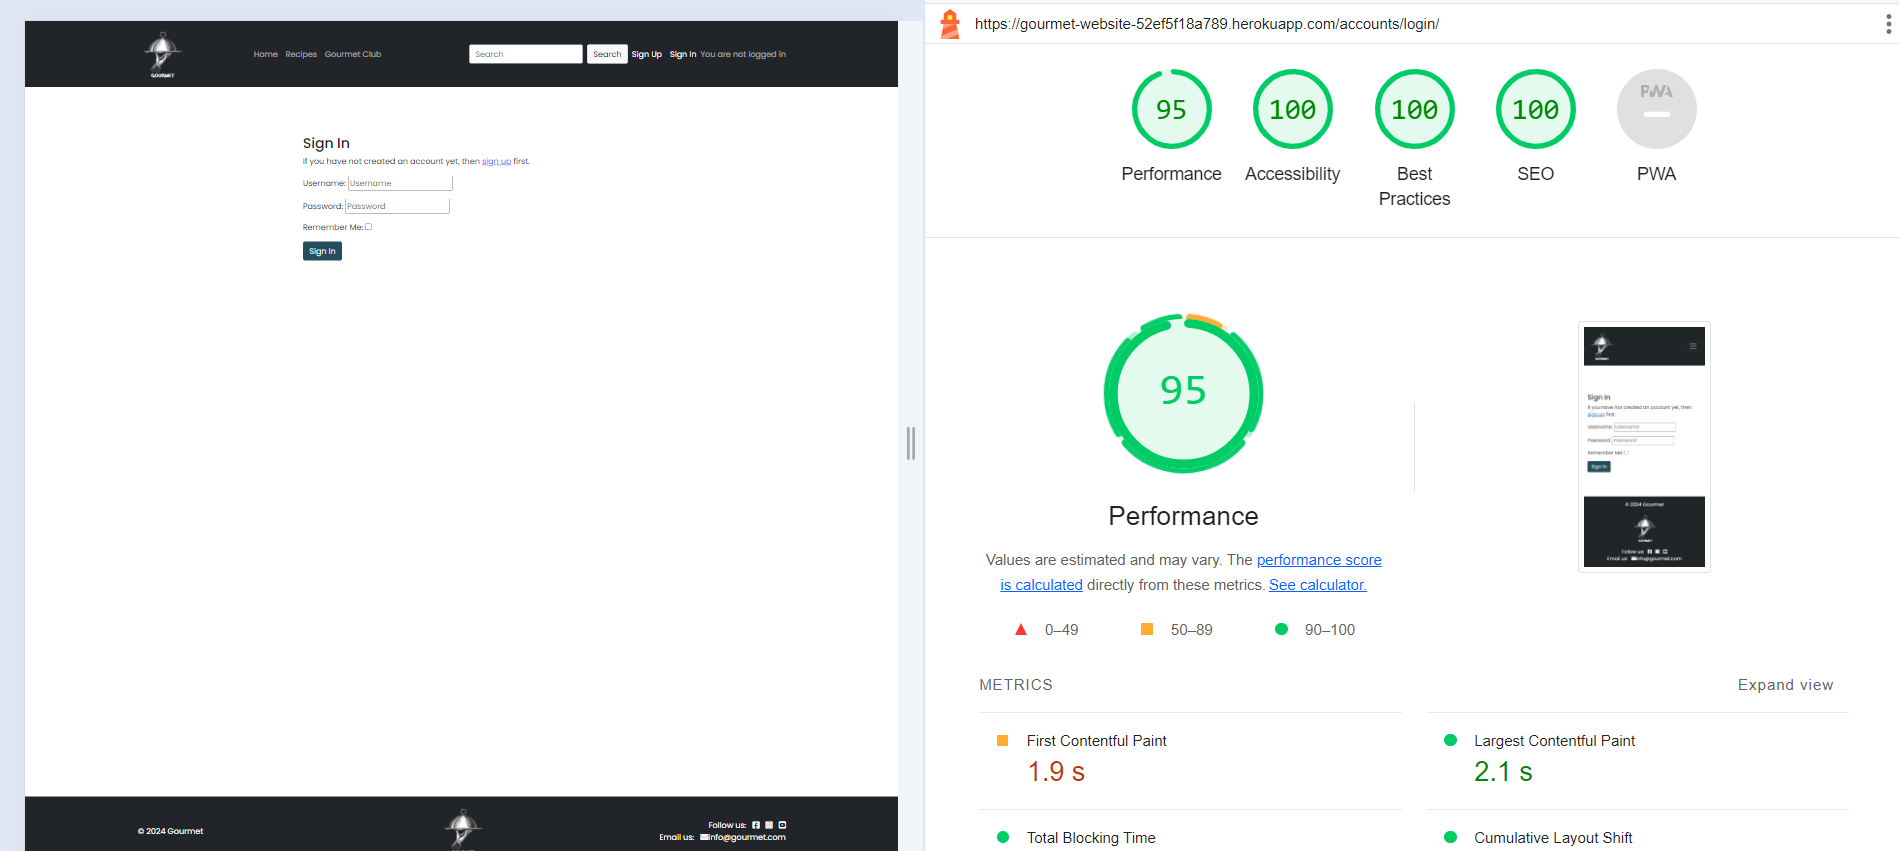 GOURMET
Home Recipes Gourmet Club
Search Search Sign Up Sign In You are not logged in
Sign In
If you have not created an account yet, then sign up first.
Username: Username
Password: Password
Remember Me:
Sign In
© 2024 Gourmet
Follow us:
Email us: info@gourmet.com
https://gourmet-website-52ef5f18a789.herokuapp.com/accounts/login/
95 100 100 100 PWA
Performance Accessibility Best Practices SEO PWA
95
Performance
Values are estimated and may vary. The performance score
is calculated directly from these metrics. See calculator.
0–49 50–89 90–100
GOURMET
Sign In
If you have not created an account yet, then
sign up first.
Username: Username
Password: Password
Remember Me:
Sign In
© 2024 Gourmet
GOURMET
Follow us:
Email us: info@gourmet.com
METRICS Expand view
First Contentful Paint
1.9 s
Largest Contentful Paint
2.1 s
Total Blocking Time
Cumulative Layout Shift